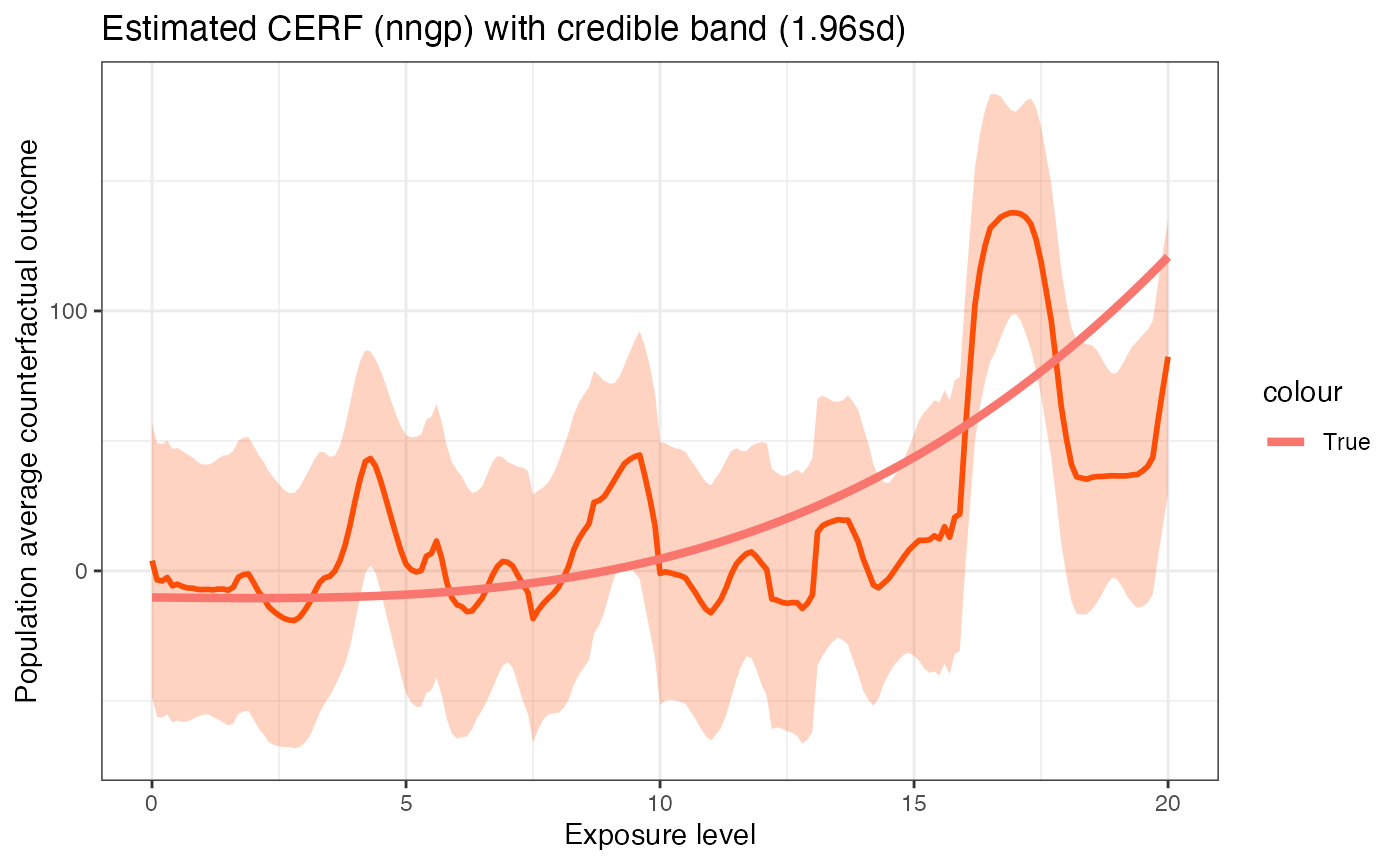 Estimated CERF (nngp) with credible band (1.96sd)
Population average counterfactual outcome
100
0
0
5
10
15
20
Exposure level
colour
True